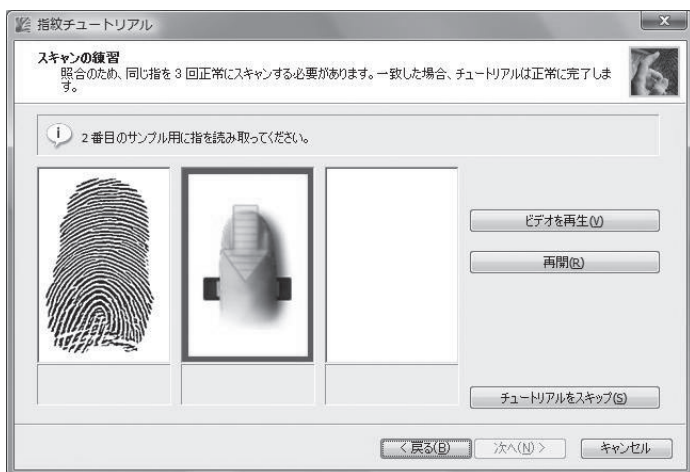 指紋チュートリアル
スキャンの練習
照合のため、同じ指を 3 回正常にスキャンする必要があります。一致した場合、チュートリアルは正常に完了しま
す。
2 番目のサンプル用に指を読み取ってください。
ビデオを再生(V)
再開(R)
チュートリアルをスキップ(S)
< 戻る(B)
次へ(N) >
キャンセル